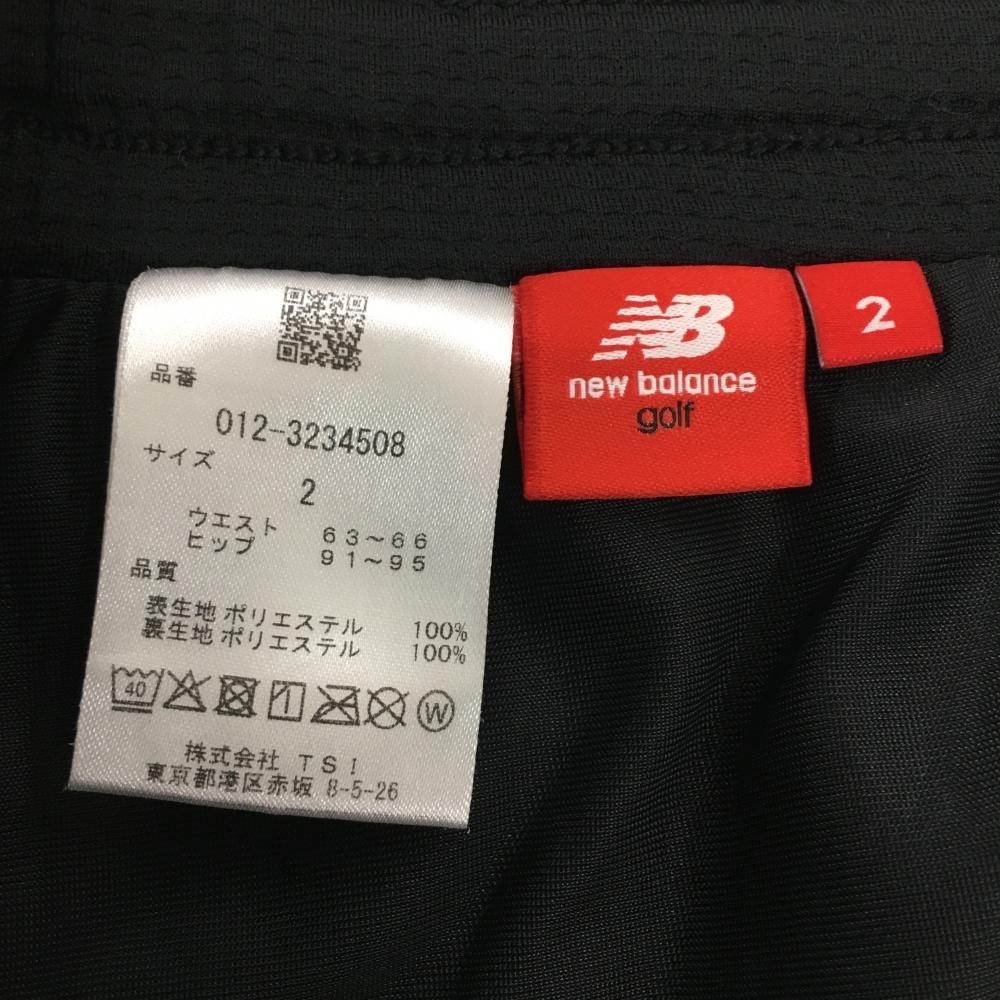 品番
012-3234508
サイズ
2
ウエスト 63～66
ヒップ 91～95
品質
表生地 ポリエステル 100%
裏生地 ポリエステル 100%
40
W
株式会社 TSI
東京都港区赤坂 8-5-26
NB
new balance
golf
2